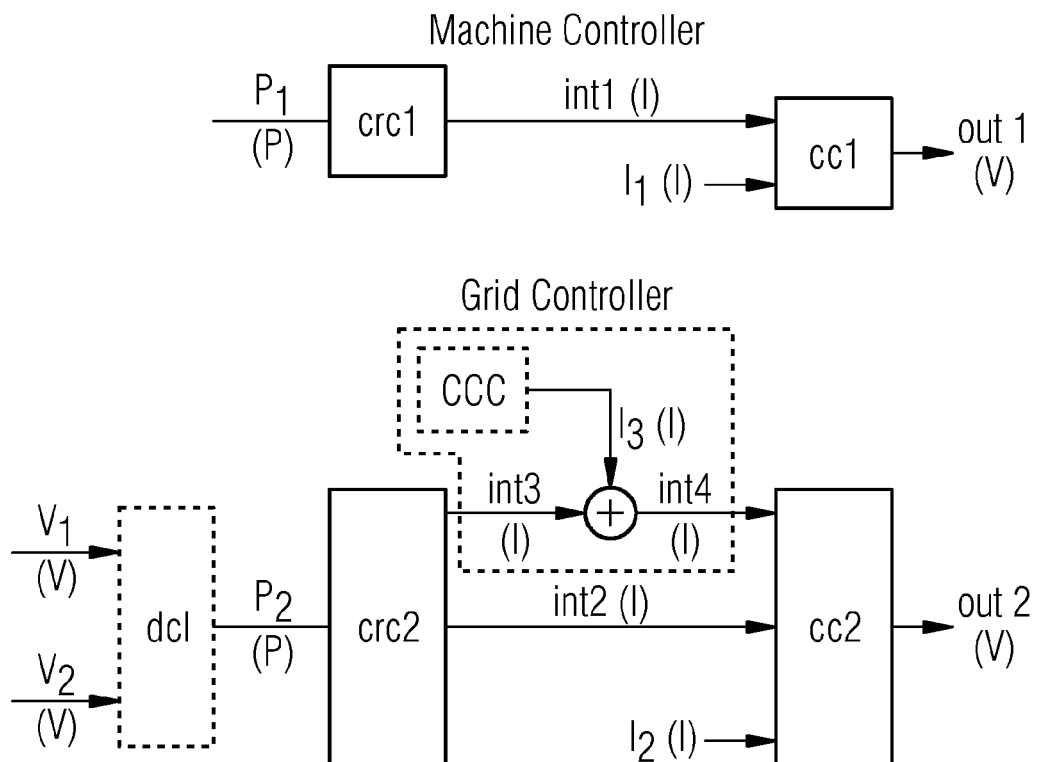 Machine Controller
P1
(P)
crc1
int1 (I)
I1 (I)
cc1
out 1
(V)
Grid Controller
CCC
I3 (I)
int3
(I)
+
int4
(I)
V1
(V)
V2
(V)
dcl
P2
(P)
crc2
int2 (I)
I2 (I)
cc2
out 2
(V)